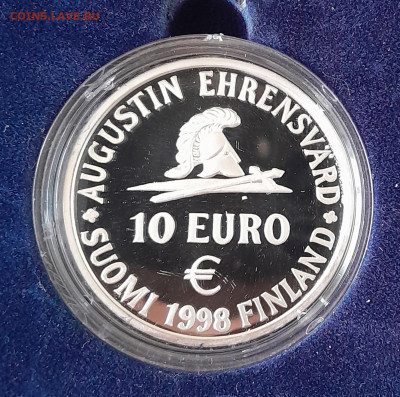 COINS.LAVE.RU
AUGUSTIN EHRENSVÄRD
10 EURO
€
SUOMI 1998 FINLAND